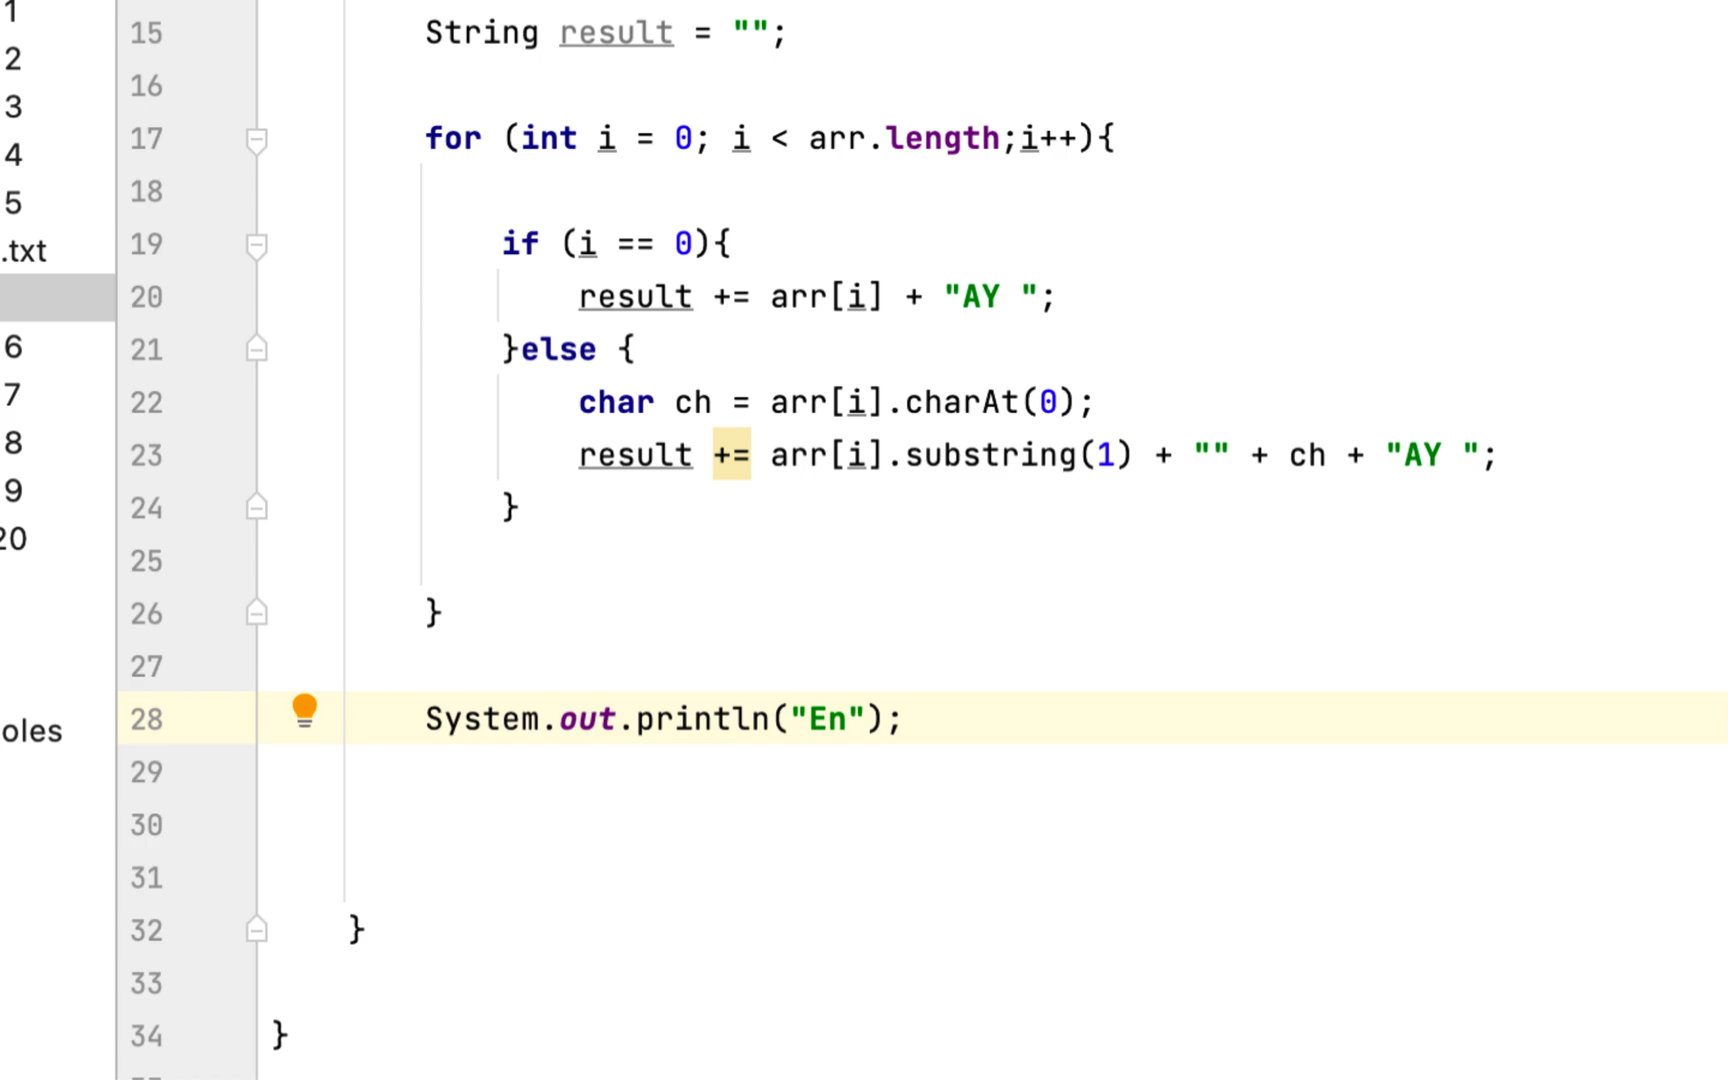 1
2
3
4
5
.txt
6
7
8
9
20
oles
15 String result = "";
16
17 for (int i = 0; i < arr.length;i++){
18
19 if (i == 0){
20 result += arr[i] + "AY ";
21 }else {
22 char ch = arr[i].charAt(0);
23 result += arr[i].substring(1) + "" + ch + "AY ";
24 }
25
26 }
27
28 System.out.println("En");
29
30
31
32 }
33
34 }